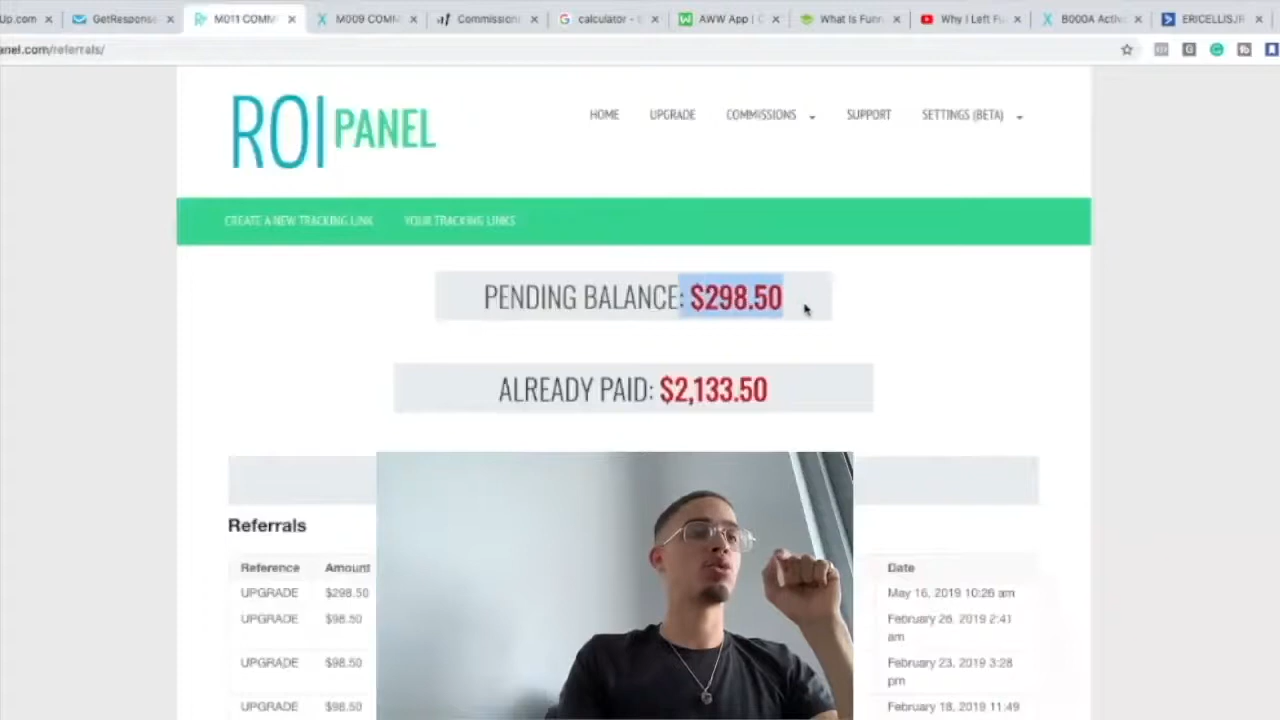 Up.com
GetResponse
M011 COMM
M009 COMM
Commission
calculator -
AWW App |
What Is Funn
Why I Left Fu
B000A Activ
ERICELLISJR
anel.com/referrals/
ROI PANEL
HOME
UPGRADE
COMMISSIONS
SUPPORT
SETTINGS (BETA)
CREATE A NEW TRACKING LINK
YOUR TRACKING LINKS
PENDING BALANCE: $298.50
ALREADY PAID: $2,133.50
Referrals
Reference Amount Date
UPGRADE $298.50 May 16, 2019 10:26 am
UPGRADE $98.50 February 26, 2019 2:41
am
UPGRADE $98.50 February 23, 2019 3:28
pm
UPGRADE $98.50 February 18, 2019 11:49